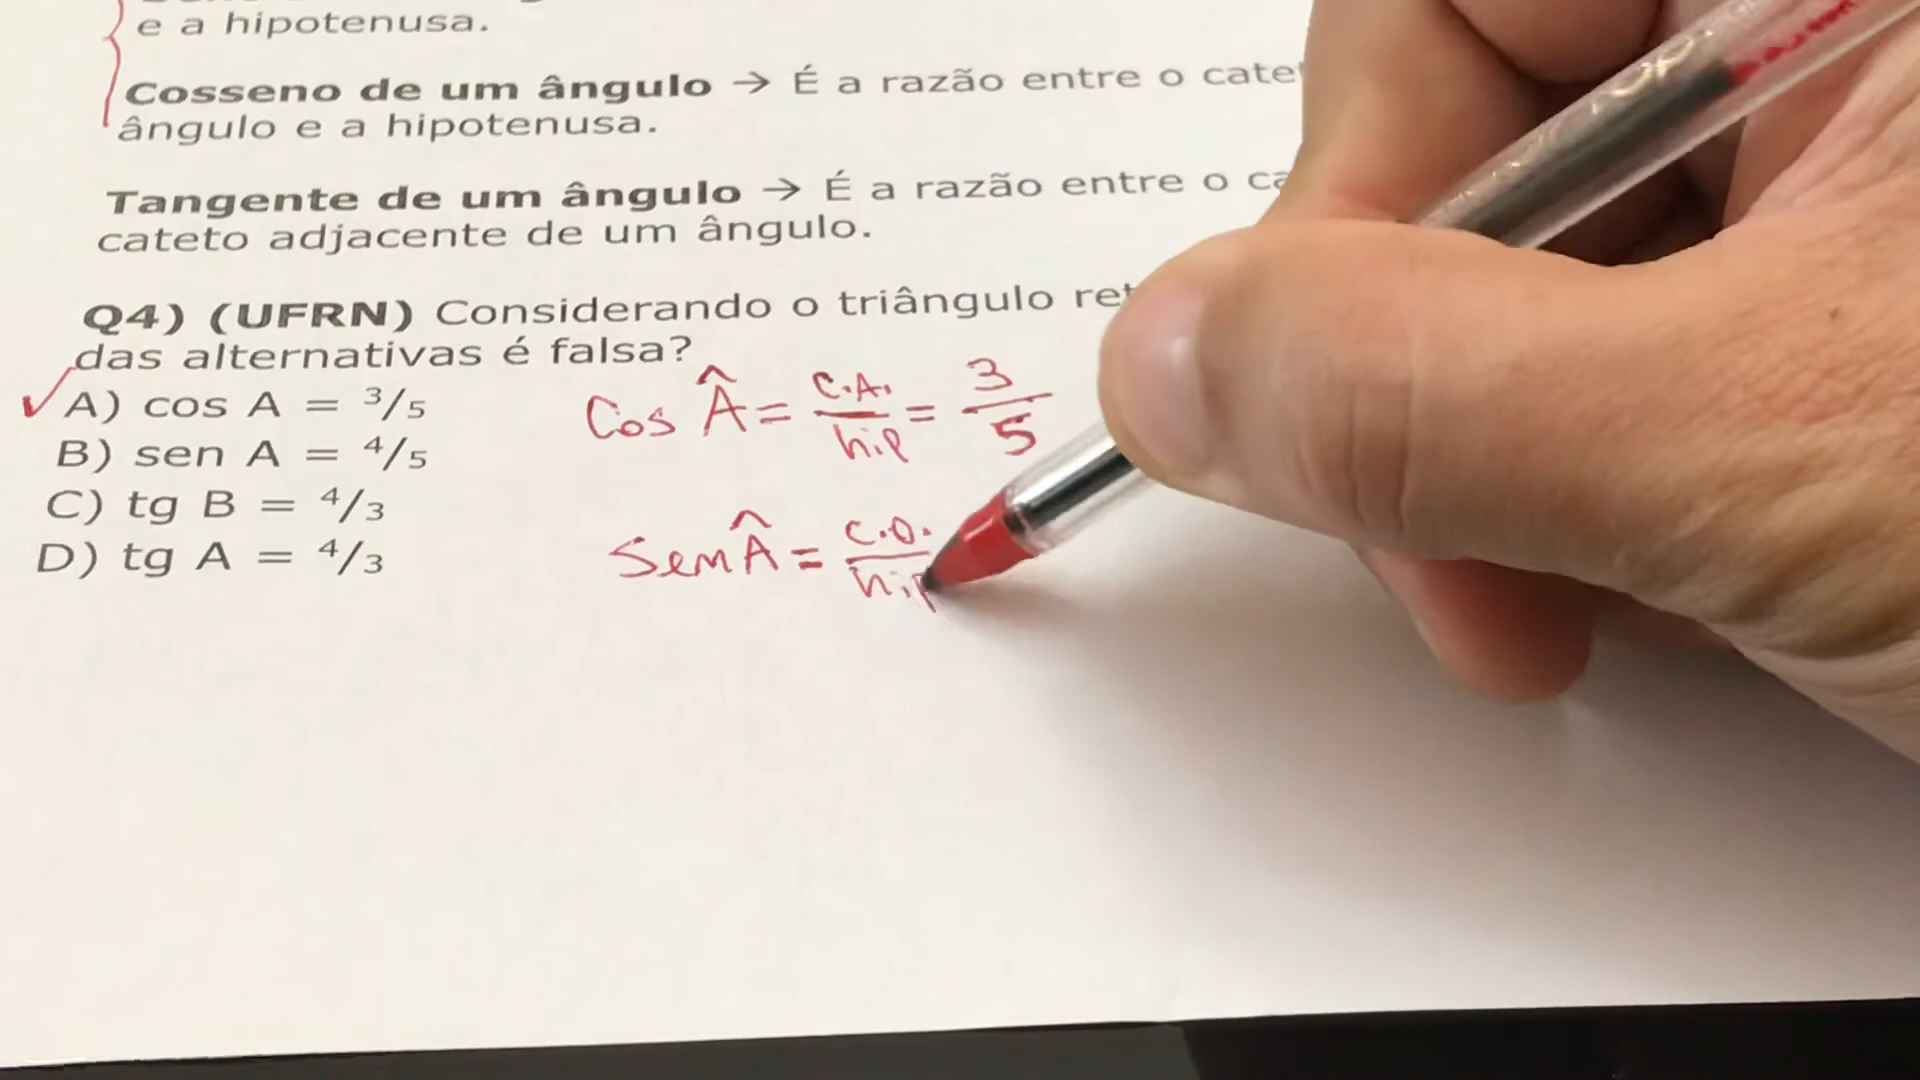 e a hipotenusa.
Cosseno de um ângulo → É a razão entre o cate
ângulo e a hipotenusa.
Tangente de um ângulo → É a razão entre o ca
cateto adjacente de um ângulo.
Q4) (UFRN) Considerando o triângulo ret
das alternativas é falsa?
✓ A) cos A = ³/₅
B) sen A = ⁴/₅
C) tg B = ⁴/₃
D) tg A = ⁴/₃
Cos Â = C.A./hip = 3/5
Sen Â = C.O./hip